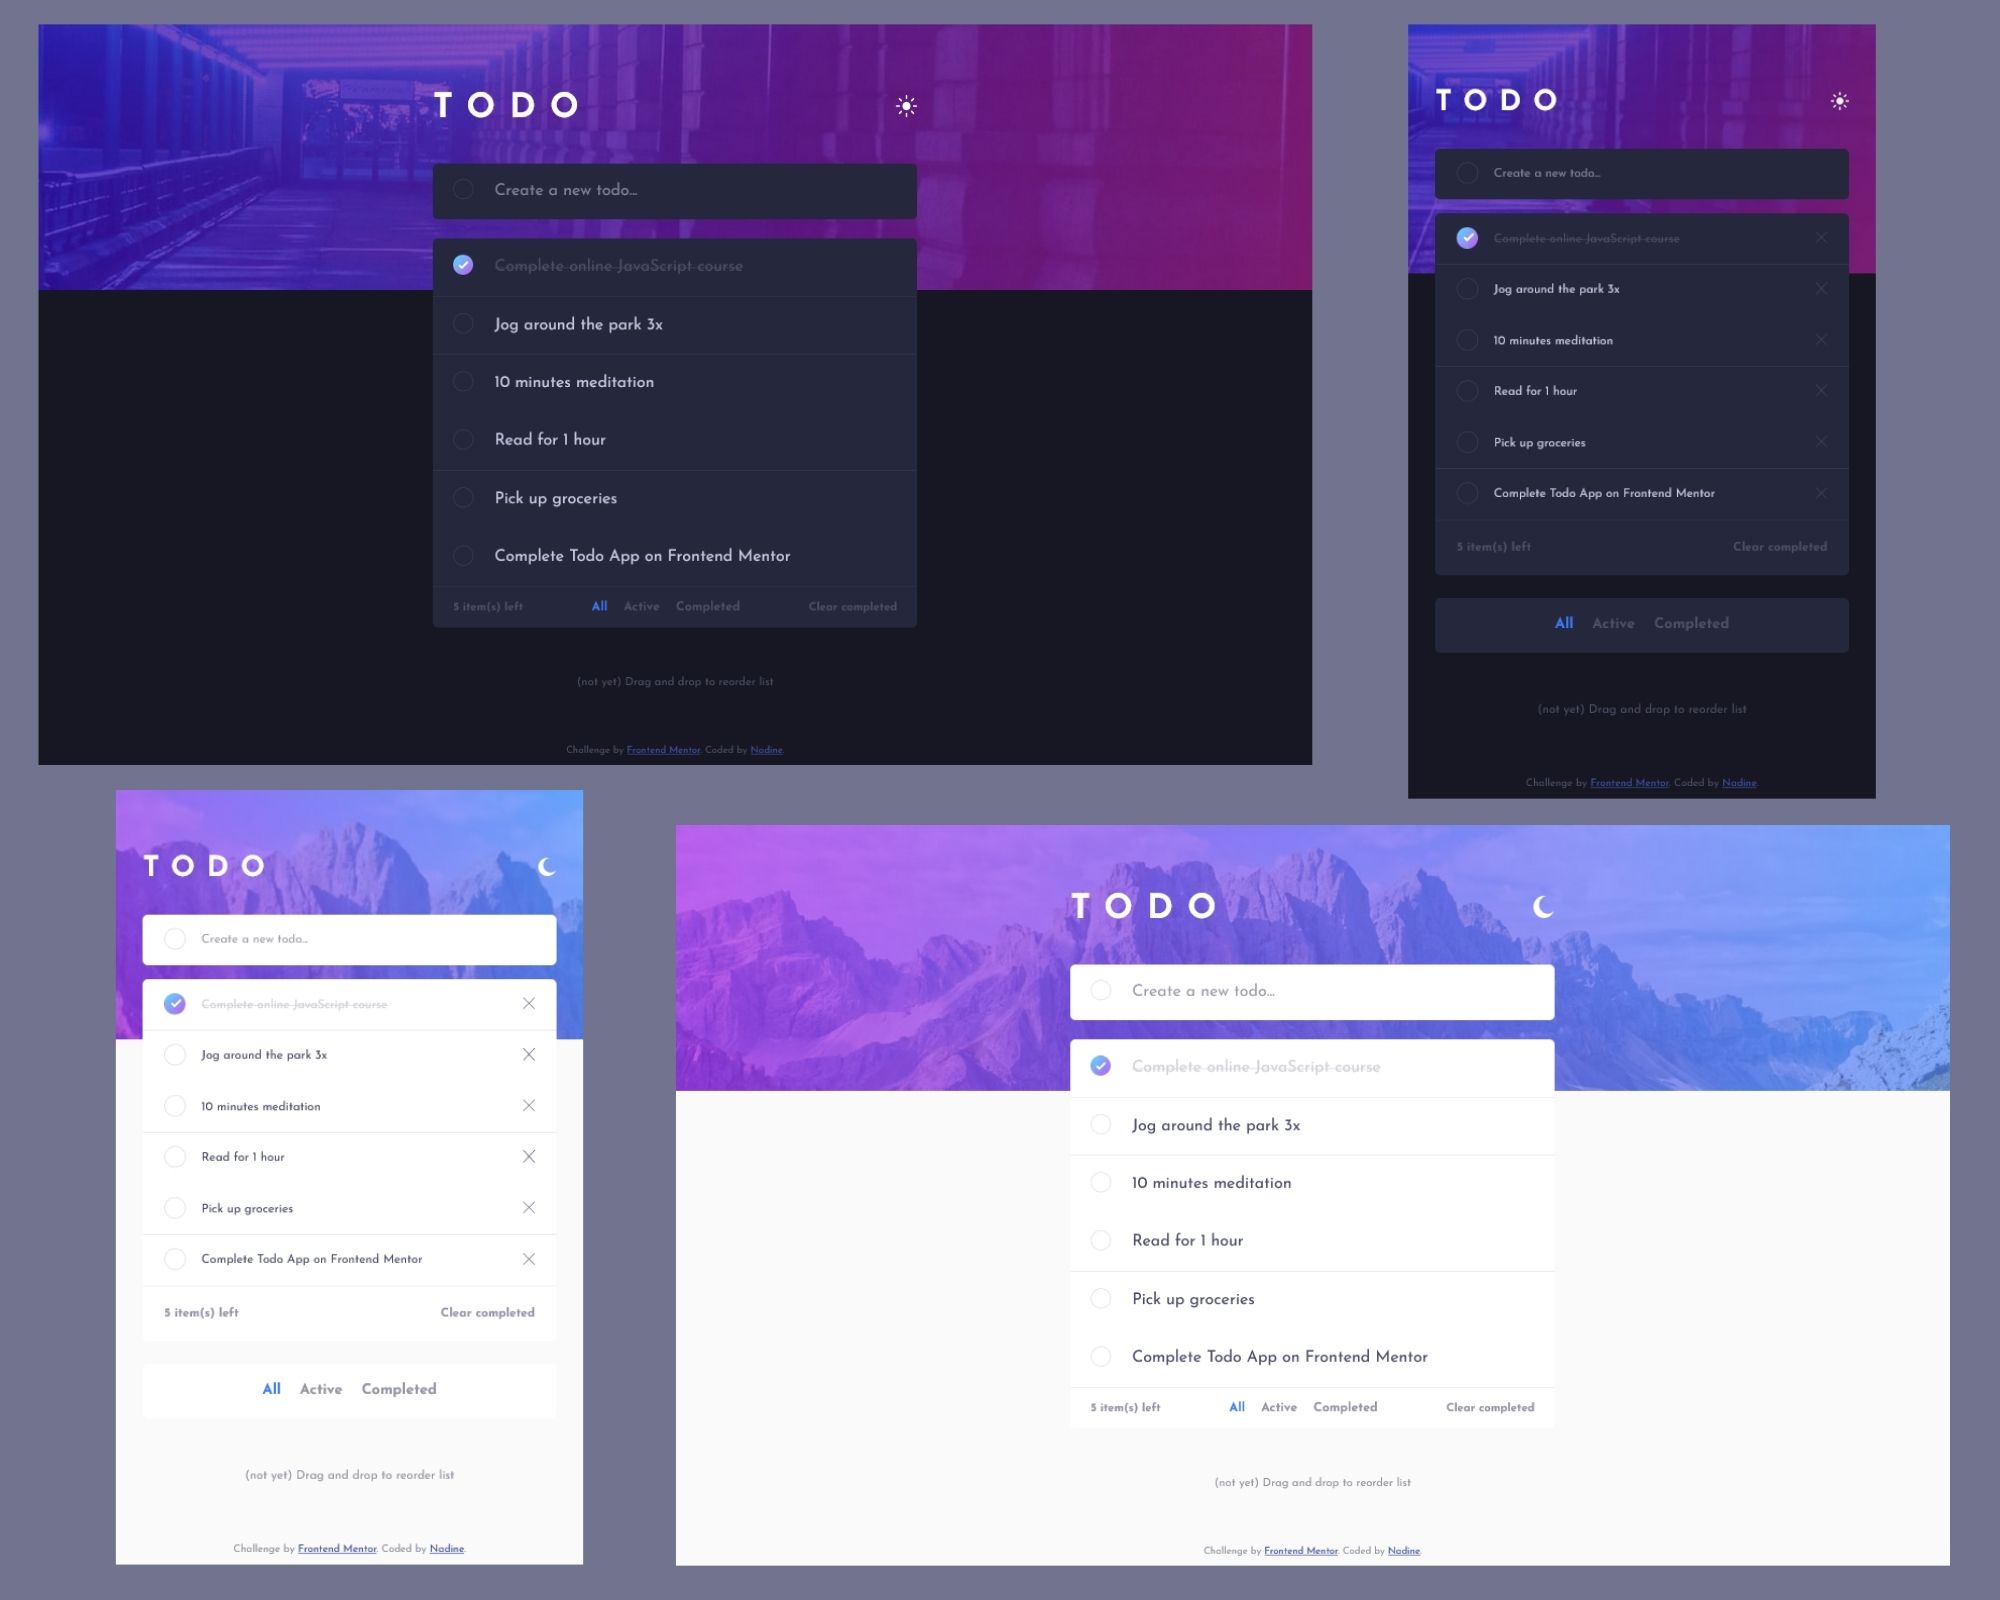 TODO
Create a new todo...
Complete online JavaScript course
Jog around the park 3x
10 minutes meditation
Read for 1 hour
Pick up groceries
Complete Todo App on Frontend Mentor
5 item(s) left All Active Completed Clear completed
(not yet) Drag and drop to reorder list
Challenge by Frontend Mentor. Coded by Nadine.
TODO
Create a new todo...
Complete online JavaScript course
Jog around the park 3x
10 minutes meditation
Read for 1 hour
Pick up groceries
Complete Todo App on Frontend Mentor
5 item(s) left Clear completed
All Active Completed
(not yet) Drag and drop to reorder list
Challenge by Frontend Mentor. Coded by Nadine.
TODO
Create a new todo...
Complete online JavaScript course
Jog around the park 3x
10 minutes meditation
Read for 1 hour
Pick up groceries
Complete Todo App on Frontend Mentor
5 item(s) left Clear completed
All Active Completed
(not yet) Drag and drop to reorder list
Challenge by Frontend Mentor. Coded by Nadine.
TODO
Create a new todo...
Complete online JavaScript course
Jog around the park 3x
10 minutes meditation
Read for 1 hour
Pick up groceries
Complete Todo App on Frontend Mentor
5 item(s) left All Active Completed Clear completed
(not yet) Drag and drop to reorder list
Challenge by Frontend Mentor. Coded by Nadine.